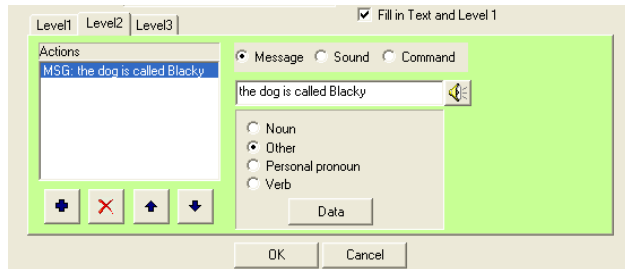 Level1 Level2 Level3
Fill in Text and Level 1
Actions
MSG: the dog is called Blacky
Message Sound Command
the dog is called Blacky
Noun
Other
Personal pronoun
Verb
Data
OK Cancel